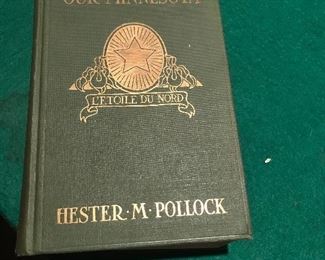 OUR MINNESOTA
L'ETOILE DU NORD
HESTER·M·POLLOCK